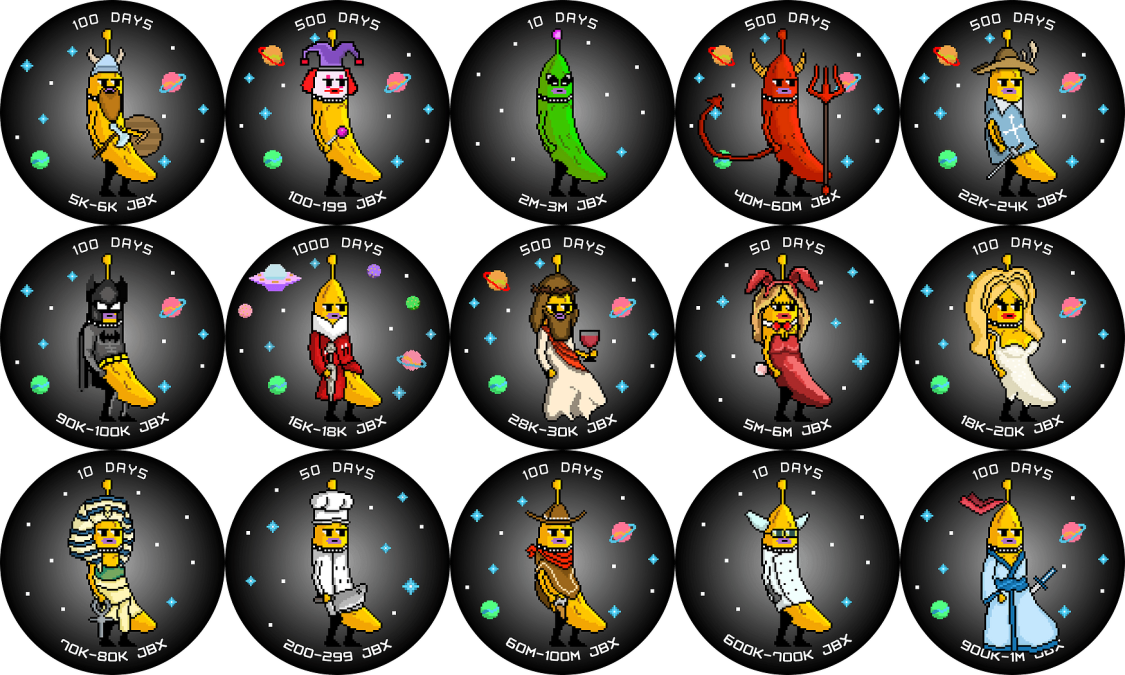 100 DAYS
5K-6K JBX
500 DAYS
100-199 JBX
10 DAYS
2M-3M JBX
500 DAYS
40M-60M JBX
500 DAYS
22K-24K JBX
100 DAYS
90K-100K JBX
1000 DAYS
16K-18K JBX
500 DAYS
28K-30K JBX
50 DAYS
5M-6M JBX
100 DAYS
18K-20K JBX
10 DAYS
70K-80K JBX
50 DAYS
200-299 JBX
100 DAYS
60M-100M JBX
10 DAYS
600K-700K JBX
100 DAYS
900K-1M JBX